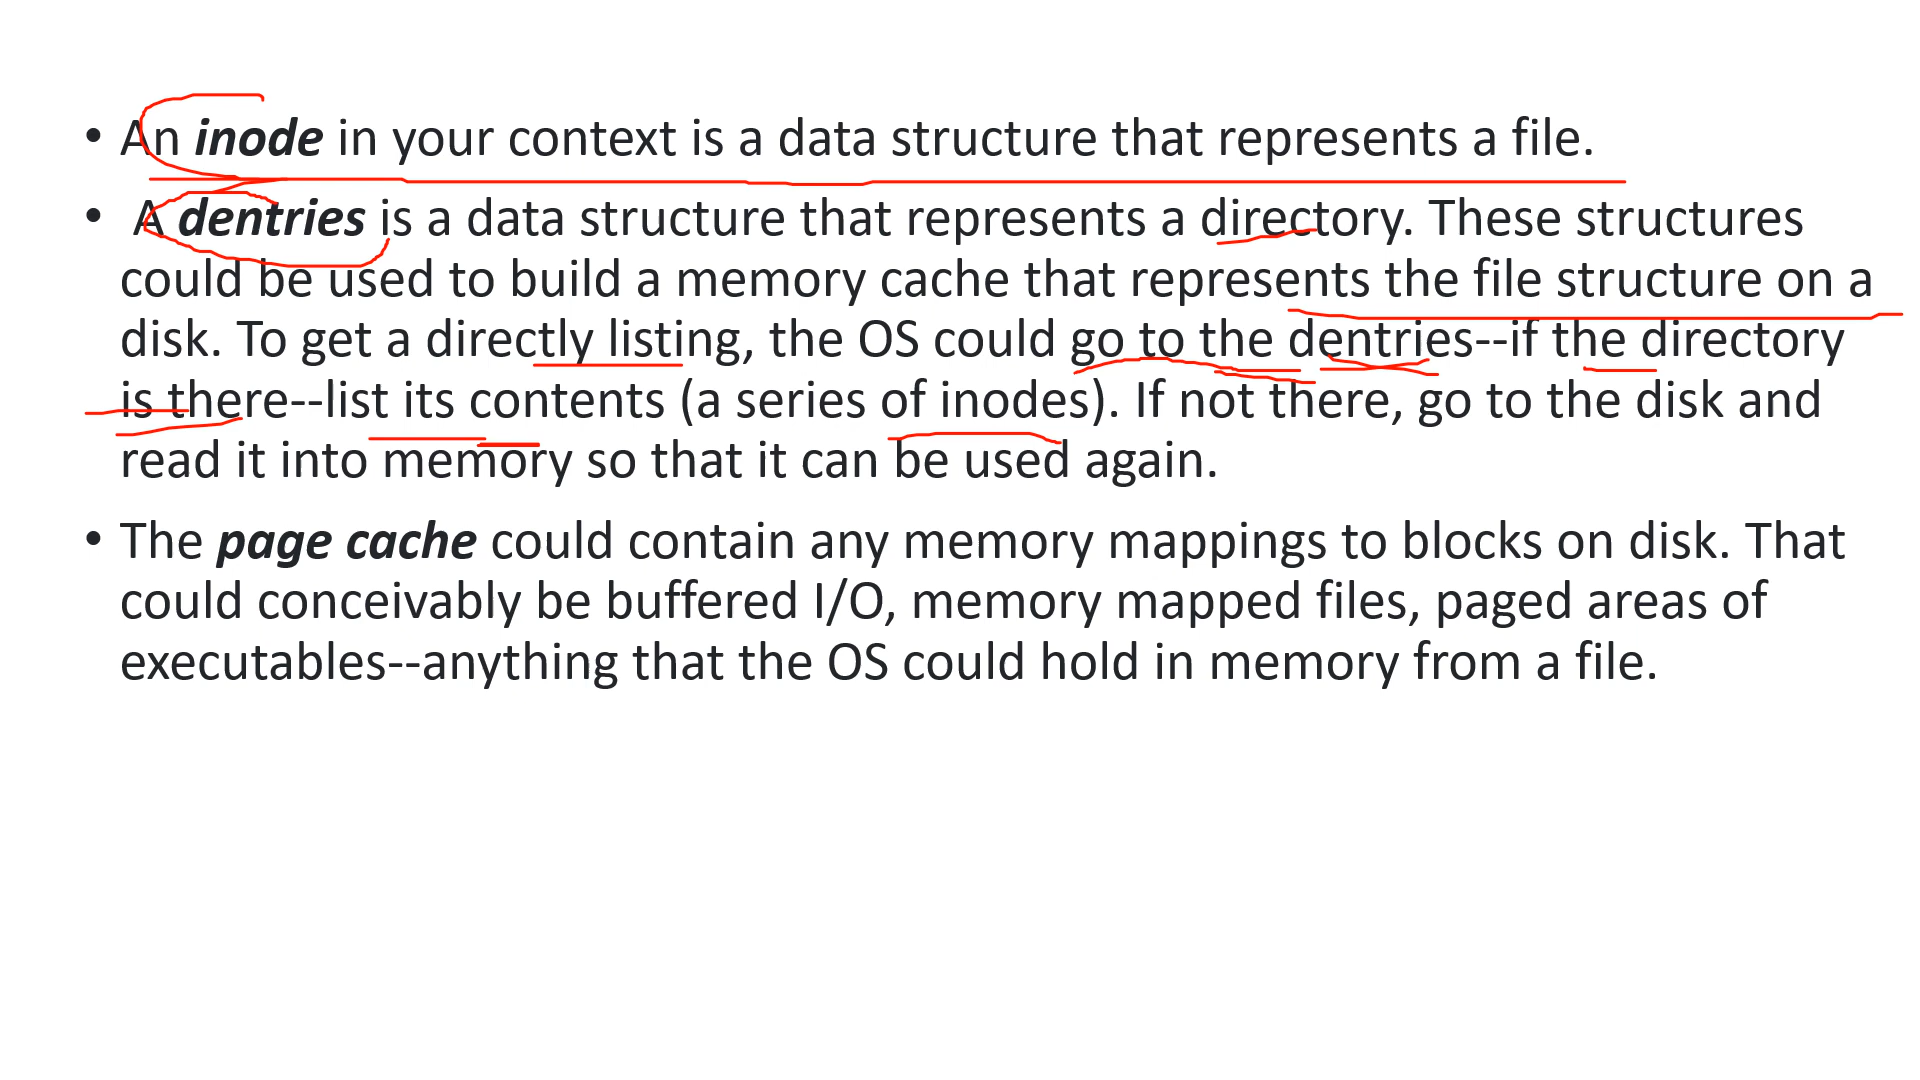 • An inode in your context is a data structure that represents a file.
• A dentries is a data structure that represents a directory. These structures
could be used to build a memory cache that represents the file structure on a
disk. To get a directly listing, the OS could go to the dentries--if the directory
is there--list its contents (a series of inodes). If not there, go to the disk and
read it into memory so that it can be used again.
• The page cache could contain any memory mappings to blocks on disk. That
could conceivably be buffered I/O, memory mapped files, paged areas of
executables--anything that the OS could hold in memory from a file.